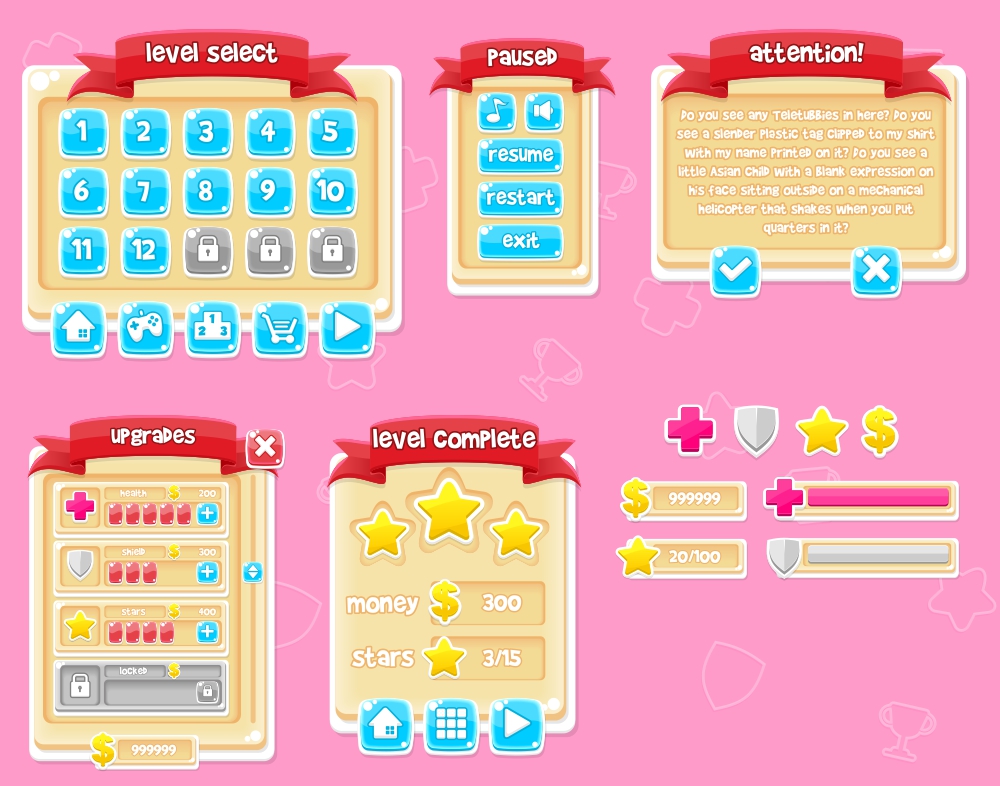 level select
1 2 3 4 5
6 7 8 9 10
11 12
Paused
resume
restart
exit
attention!
Do you see any Teletubbies in here? Do you
see a slender plastic tag clipped to my shirt
with my name printed on it? Do you see a
little Asian child with a blank expression on
his face sitting outside on a mechanical
helicopter that shakes when you put
quarters in it?
1
2 3
upgrades
health $ 200
shield $ 300
stars $ 400
locked $
$ 999999
level complete
money $ 300
stars 3/15
$
$ 999999
20/100